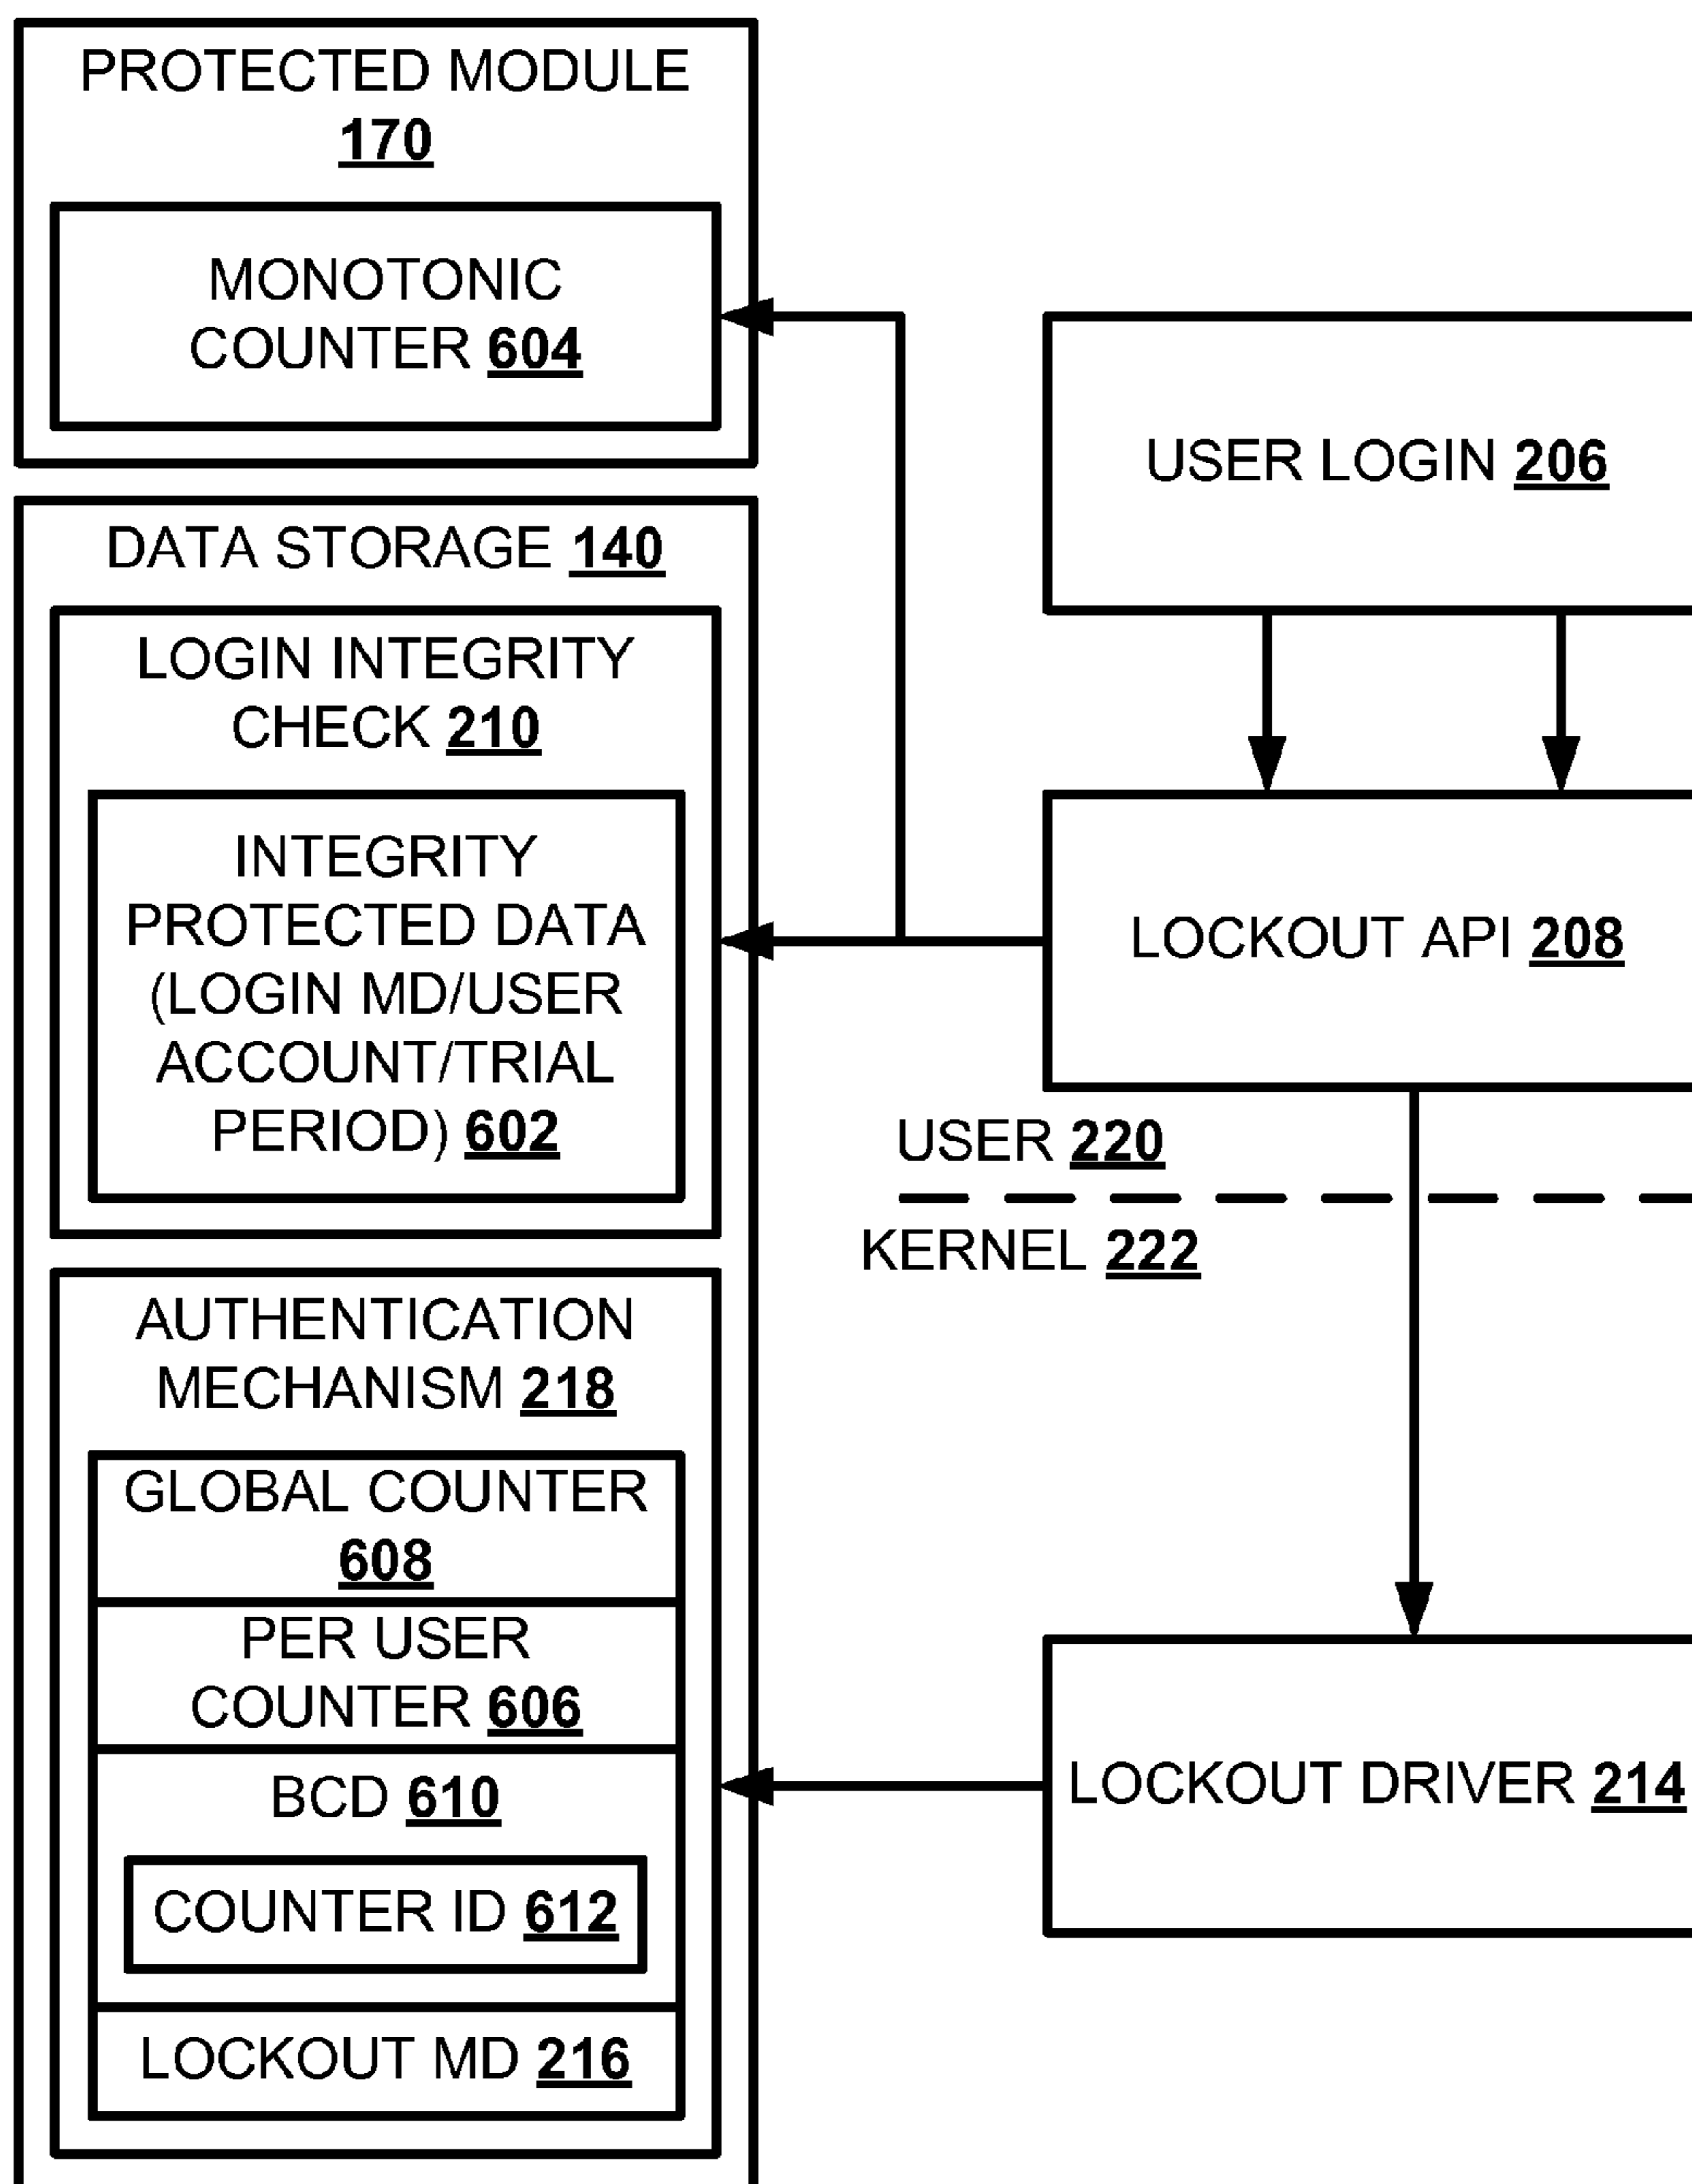 PROTECTED MODULE
170
MONOTONIC
COUNTER 604
DATA STORAGE 140
LOGIN INTEGRITY
CHECK 210
INTEGRITY
PROTECTED DATA
(LOGIN MD/USER
ACCOUNT/TRIAL
PERIOD) 602
AUTHENTICATION
MECHANISM 218
GLOBAL COUNTER
608
PER USER
COUNTER 606
BCD 610
COUNTER ID 612
LOCKOUT MD 216
USER LOGIN 206
LOCKOUT API 208
USER 220
KERNEL 222
LOCKOUT DRIVER 214